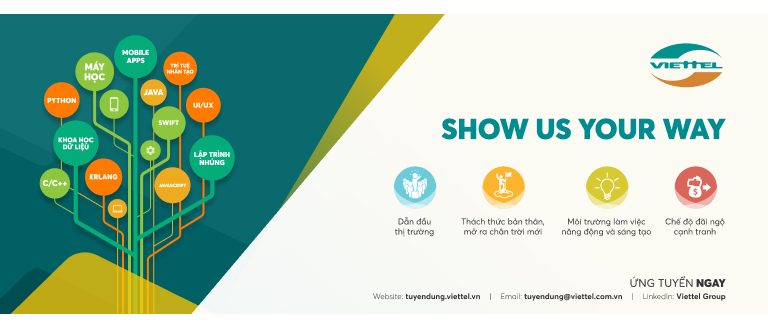 MOBILE
APPS
MÁY
HỌC
TRÍ TUỆ
NHÂN TẠO
PYTHON
JAVA
UI/UX
SWIFT
KHOA HỌC
DỮ LIỆU
LẬP TRÌNH
NHÚNG
C/C++
ERLANG
JAVASCRIPT
VIETTEL
SHOW US YOUR WAY
Dẫn đầu
thị trường
Thách thức bản thân,
mở ra chân trời mới
Môi trường làm việc
năng động và sáng tạo
Chế độ đãi ngộ
cạnh tranh
ỨNG TUYỂN NGAY
Website: tuyendung.viettel.vn | Email: tuyendung@viettel.com.vn | LinkedIn: Viettel Group